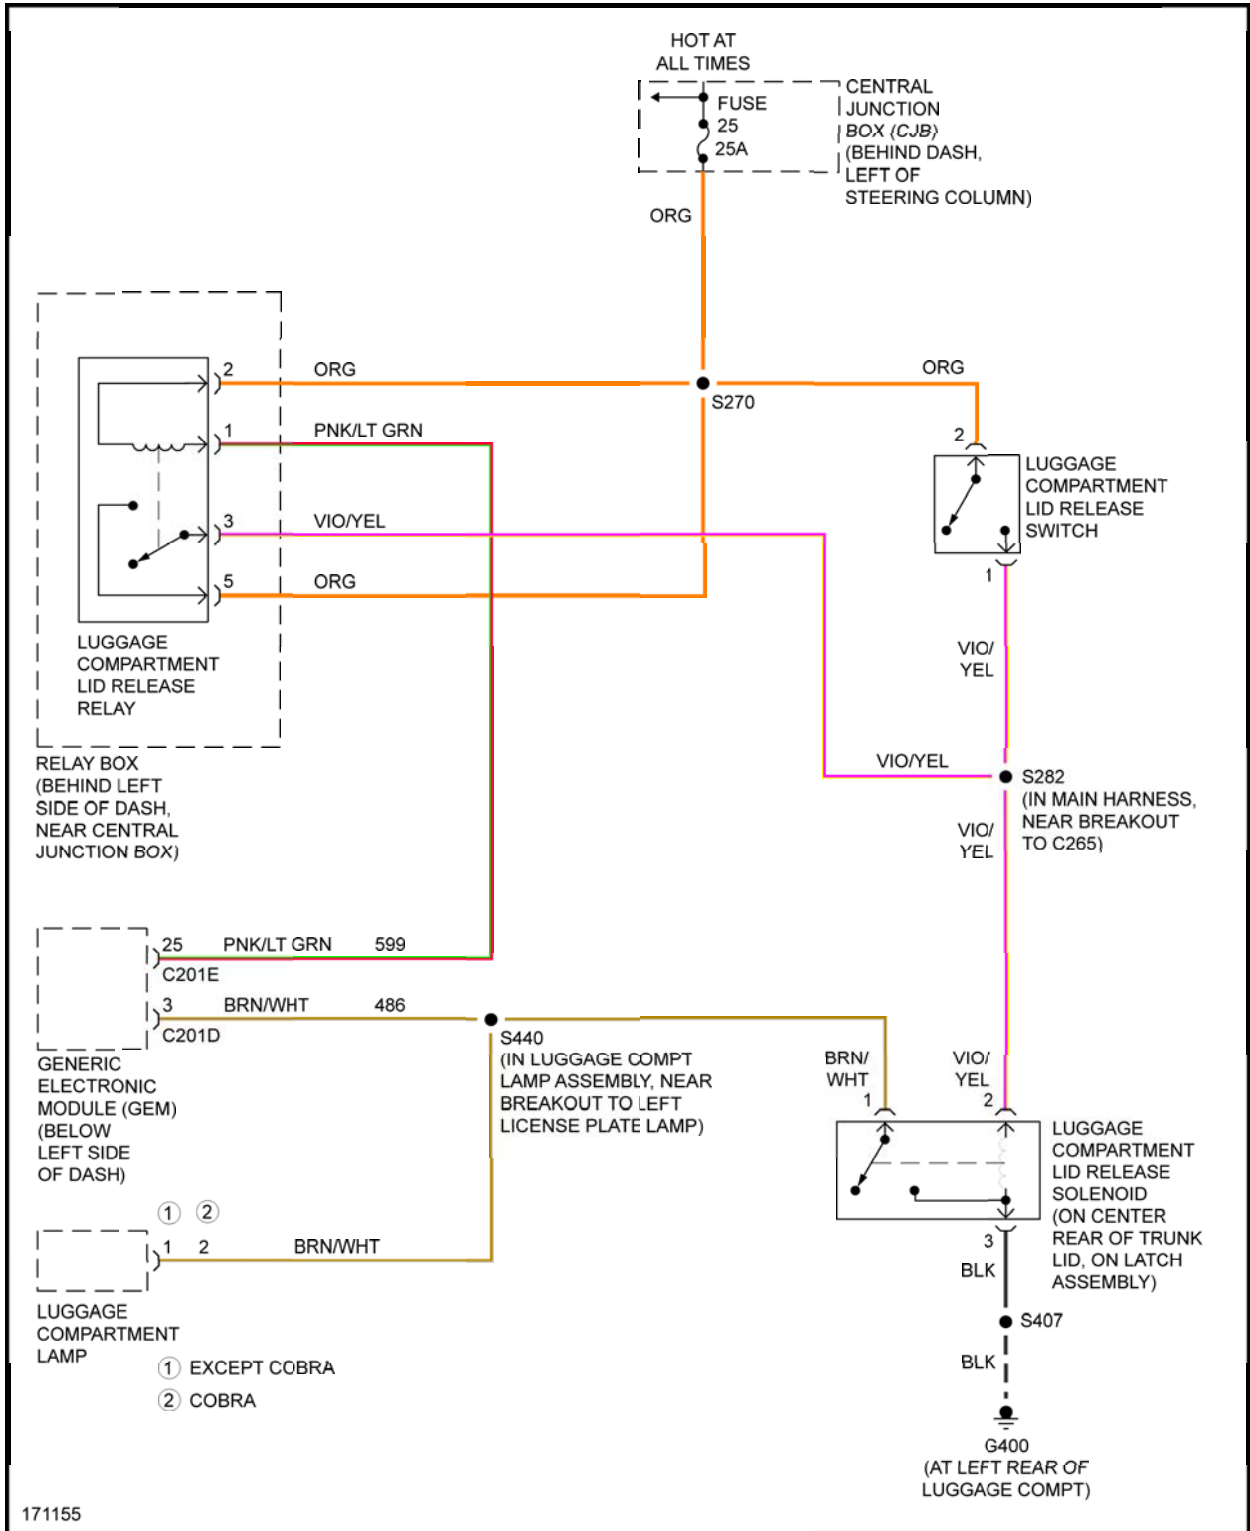 HOT AT
ALL TIMES
FUSE
25
25A
CENTRAL
JUNCTION
BOX (CJB)
(BEHIND DASH,
LEFT OF
STEERING COLUMN)
ORG
2
ORG
S270
ORG
1
PNK/LT GRN
3
VIO/YEL
5
ORG
LUGGAGE
COMPARTMENT
LID RELEASE
RELAY
RELAY BOX
(BEHIND LEFT
SIDE OF DASH,
NEAR CENTRAL
JUNCTION BOX)
2
LUGGAGE
COMPARTMENT
LID RELEASE
SWITCH
1
VIO/
YEL
VIO/YEL
S282
(IN MAIN HARNESS,
NEAR BREAKOUT
TO C265)
VIO/
YEL
25
PNK/LT GRN
599
C201E
3
BRN/WHT
486
C201D
GENERIC
ELECTRONIC
MODULE (GEM)
(BELOW
LEFT SIDE
OF DASH)
S440
(IN LUGGAGE COMPT
LAMP ASSEMBLY, NEAR
BREAKOUT TO LEFT
LICENSE PLATE LAMP)
BRN/
WHT
1
VIO/
YEL
2
LUGGAGE
COMPARTMENT
LID RELEASE
SOLENOID
(ON CENTER
REAR OF TRUNK
LID, ON LATCH
ASSEMBLY)
3
BLK
S407
BLK
G400
(AT LEFT REAR OF
LUGGAGE COMPT)
① ②
1 2
BRN/WHT
LUGGAGE
COMPARTMENT
LAMP
① EXCEPT COBRA
② COBRA
171155